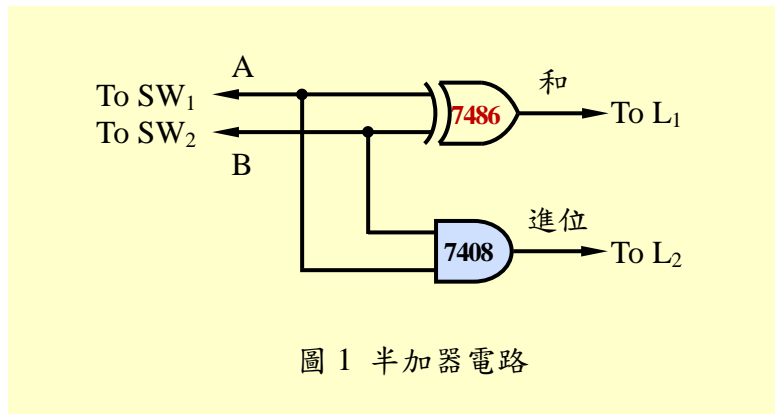 A
To SW₁
To SW₂
B
7486
和
To L₁
7408
進位
To L₂
圖 1 半加器電路